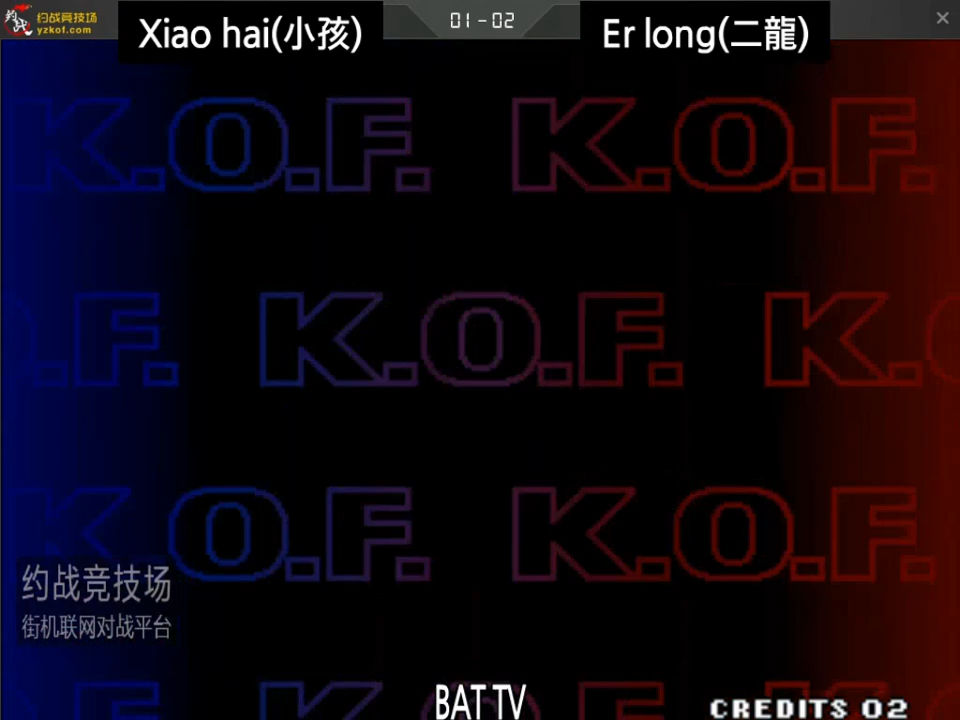 约战竞技场
yzkof.com
Xiao hai(小孩)
01-02
Er long(二龍)
K.O.F. K.O.F.
.F. K.O.F. K.
K.O.F. K.O.F.
约战竞技场
街机联网对战平台
BAT TV
CREDITS 02